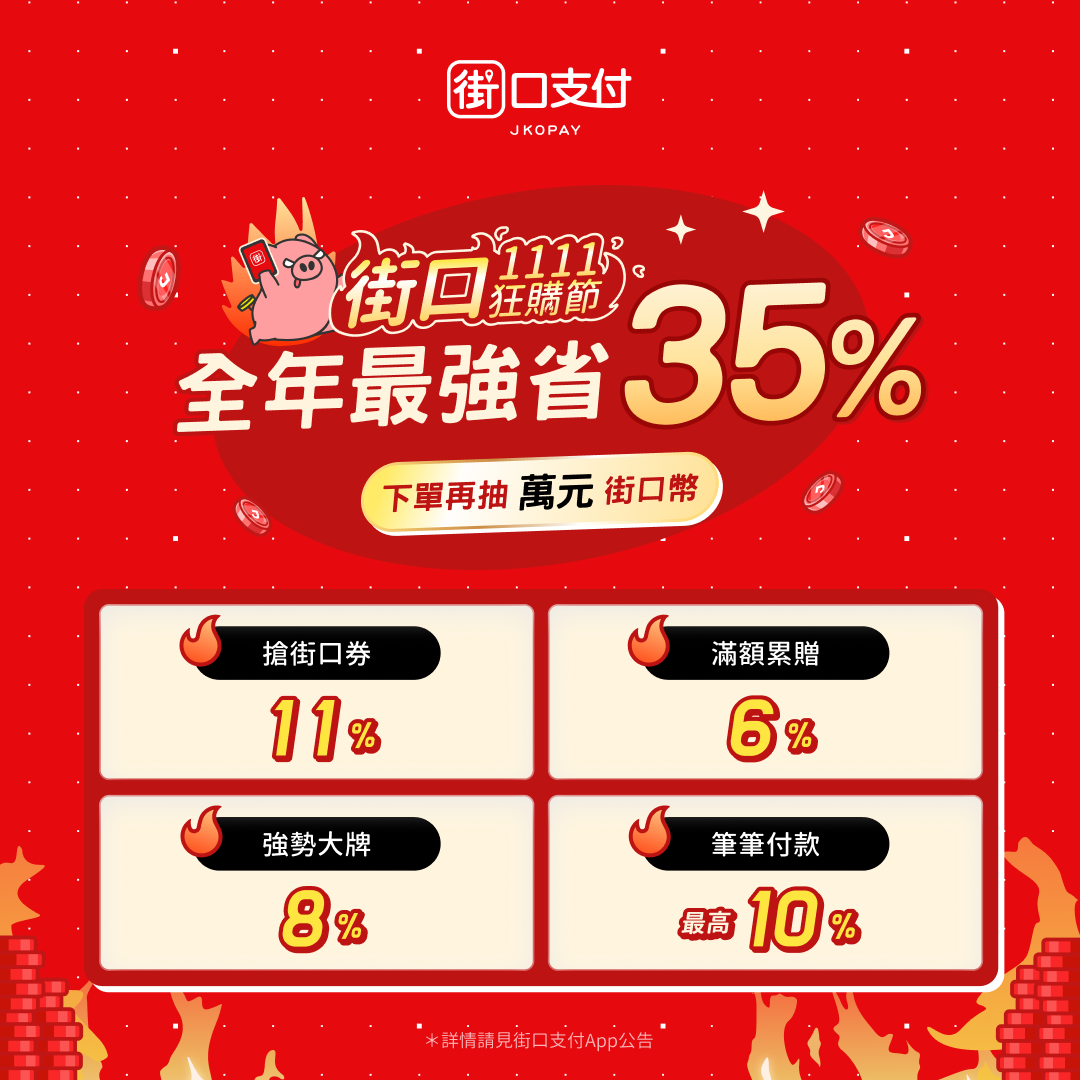 街口支付
JKOPAY
街
街口 1111
狂購節
全年最強省 35%
下單再抽 萬元 街口幣
搶街口券
11%
滿額累贈
6%
強勢大牌
8%
筆筆付款
最高 10%
＊詳情請見街口支付App公告